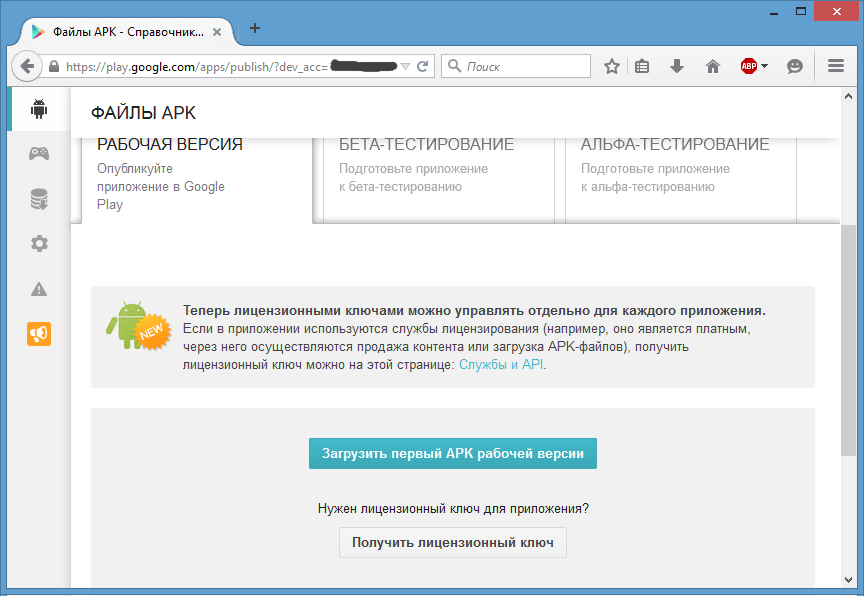 Файлы APK - Справочник...
https://play.google.com/apps/publish/?dev_acc=
Поиск
ABP
ФАЙЛЫ APK
РАБОЧАЯ ВЕРСИЯ
Опубликуйте
приложение в Google
Play
БЕТА-ТЕСТИРОВАНИЕ
Подготовьте приложение
к бета-тестированию
АЛЬФА-ТЕСТИРОВАНИЕ
Подготовьте приложение
к альфа-тестированию
NEW
Теперь лицензионными ключами можно управлять отдельно для каждого приложения.
Если в приложении используются службы лицензирования (например, оно является платным,
через него осуществляются продажа контента или загрузка APK-файлов), получить
лицензионный ключ можно на этой странице: Службы и API.
Загрузить первый APK рабочей версии
Нужен лицензионный ключ для приложения?
Получить лицензионный ключ